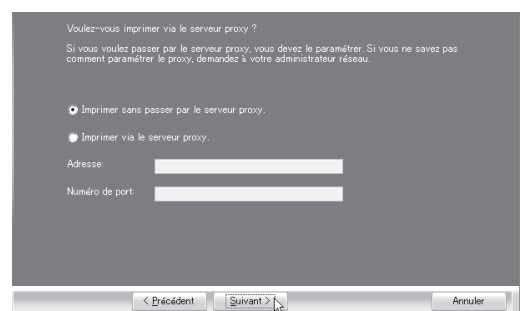 Voulez-vous imprimer via le serveur proxy ?
Si vous voulez passer par le serveur proxy, vous devez le paramétrer. Si vous ne savez pas
comment paramétrer le proxy, demandez à votre administrateur réseau.
Imprimer sans passer par le serveur proxy.
Imprimer via le serveur proxy.
Adresse:
Numéro de port:
< Précédent Suivant > Annuler